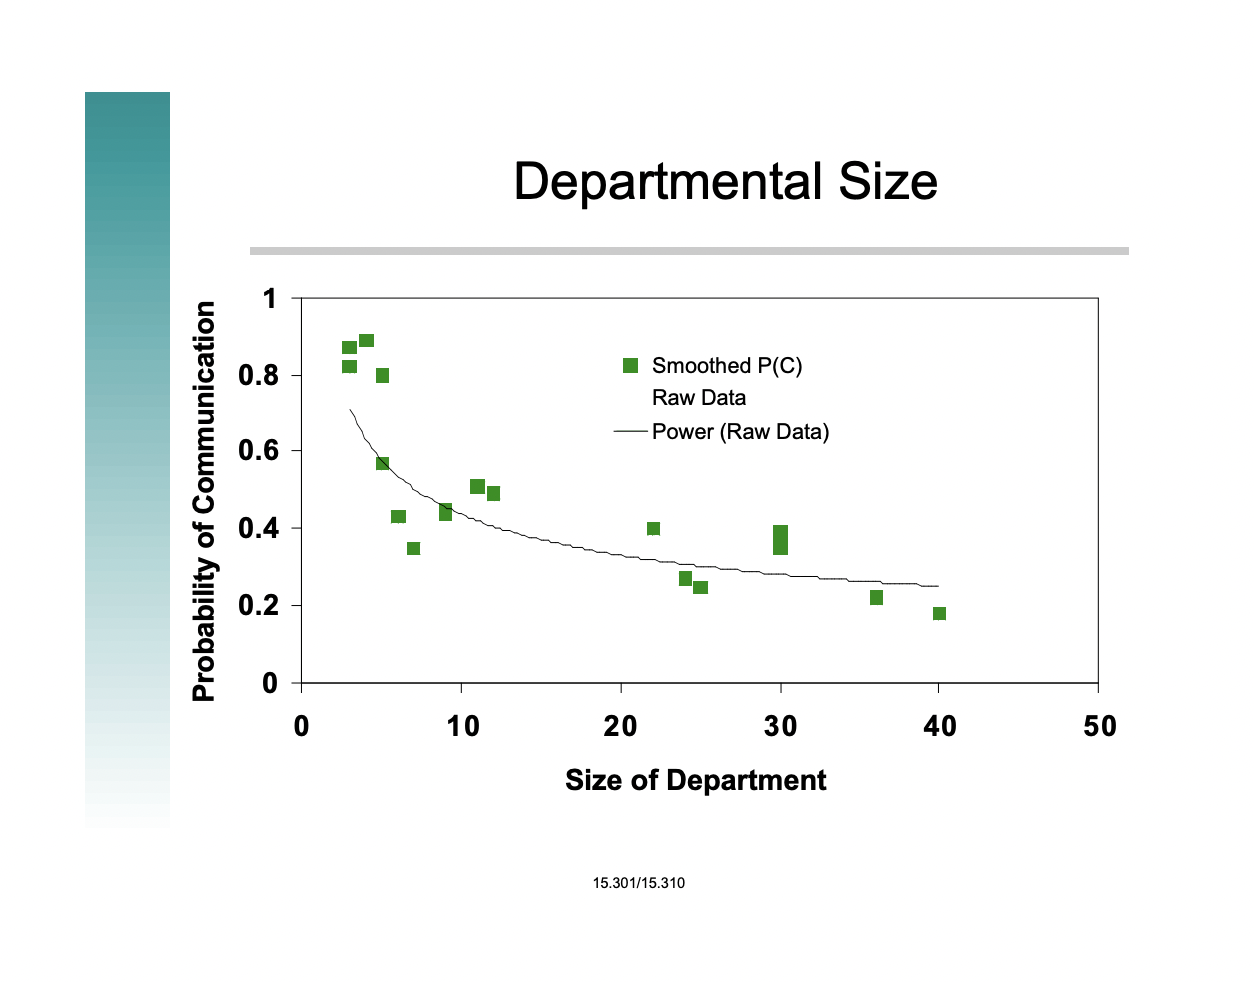 Departmental Size
Probability of Communication
1
0.8
0.6
0.4
0.2
0
Smoothed P(C)
Raw Data
Power (Raw Data)
0 10 20 30 40 50
Size of Department
15.301/15.310